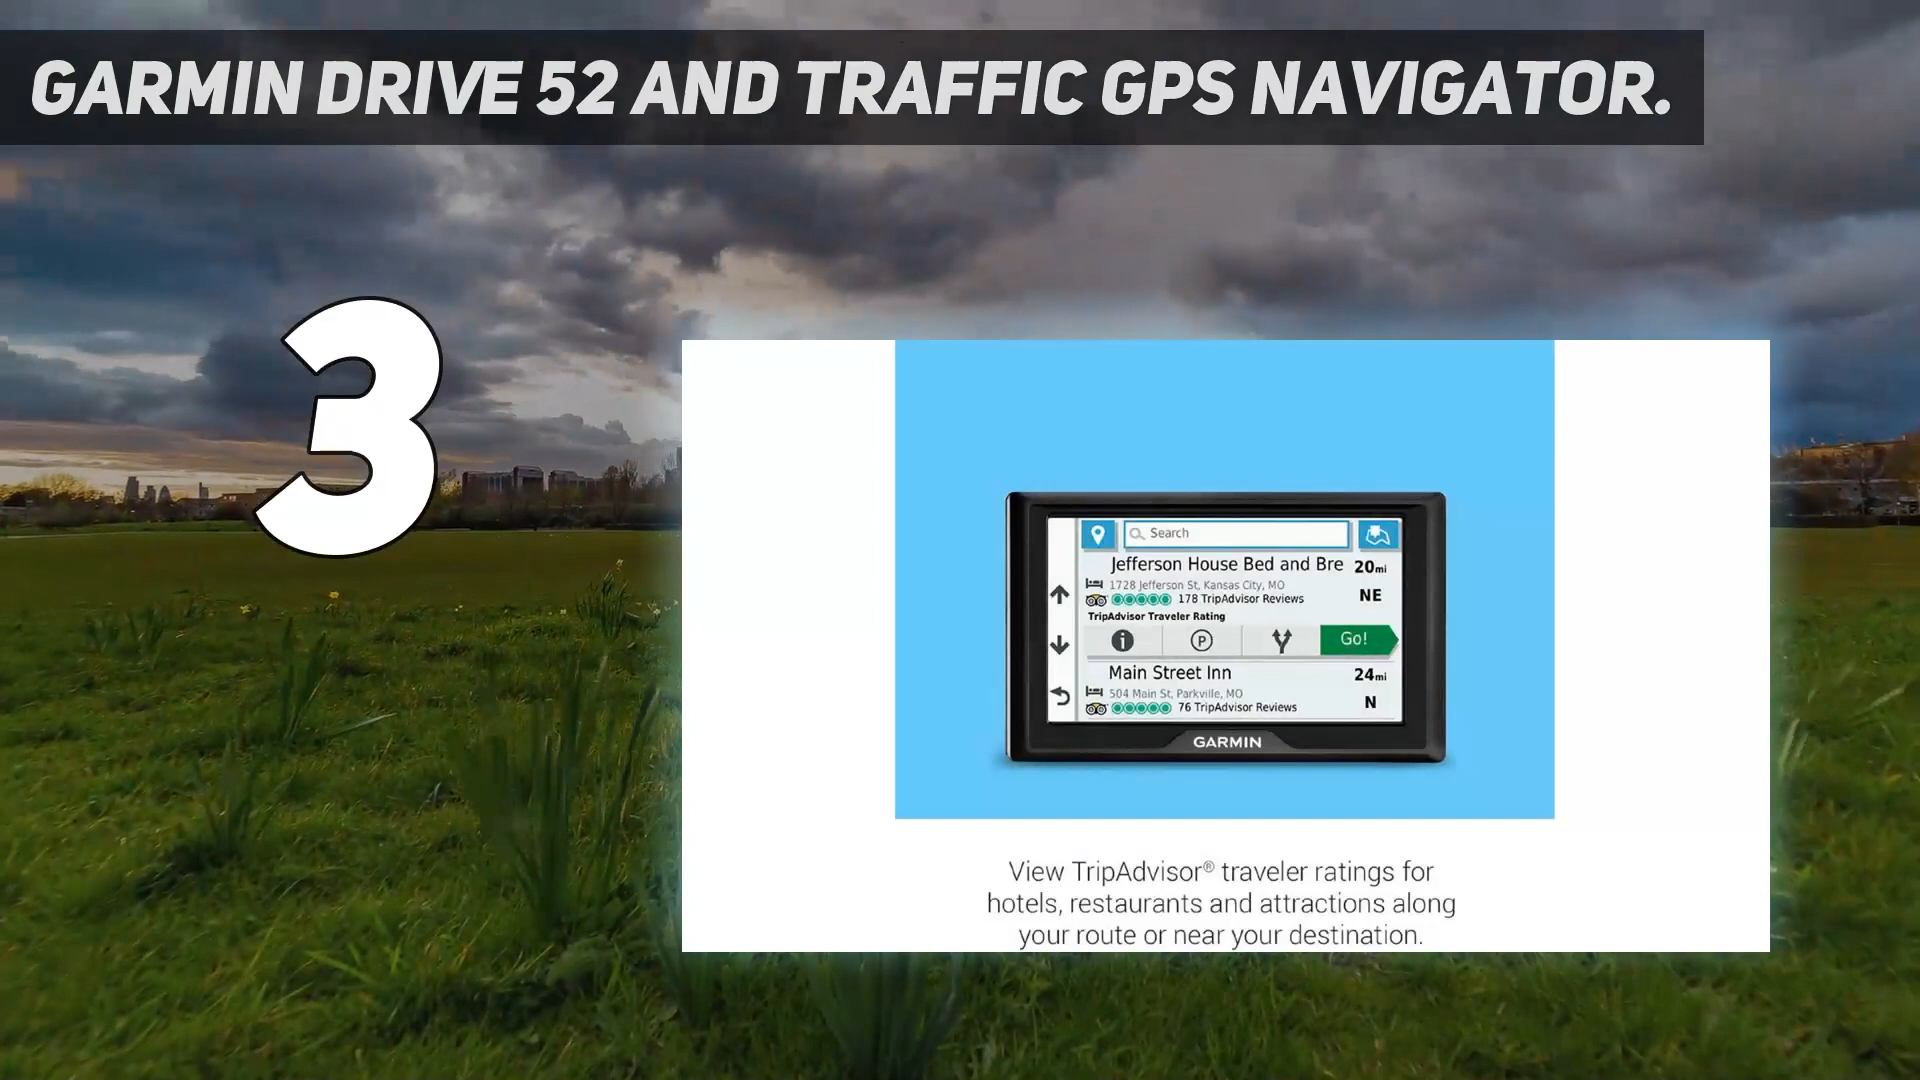 GARMIN DRIVE 52 AND TRAFFIC GPS NAVIGATOR.
3
Search
Jefferson House Bed and Bre 20mi
1728 Jefferson St, Kansas City, MO
178 TripAdvisor Reviews NE
TripAdvisor Traveler Rating
i P Go!
Main Street Inn 24mi
504 Main St, Parkville, MO
76 TripAdvisor Reviews N
GARMIN
View TripAdvisor® traveler ratings for
hotels, restaurants and attractions along
your route or near your destination.